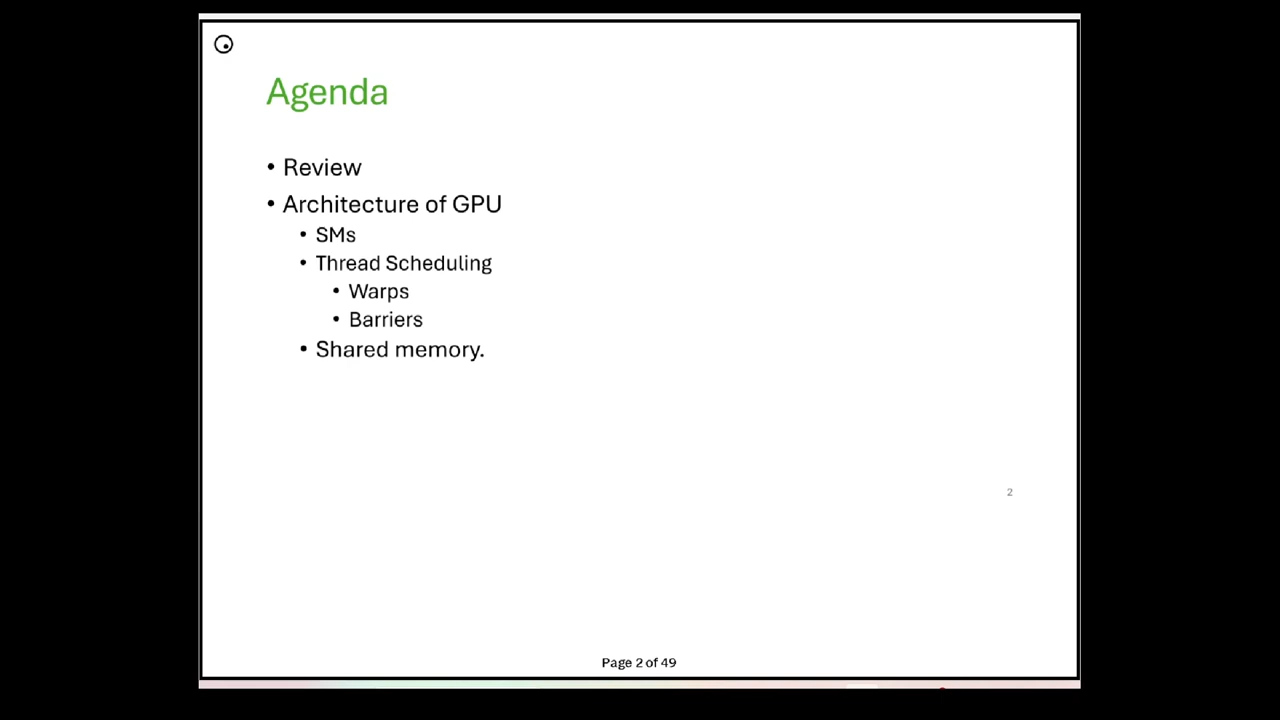 Agenda
• Review
• Architecture of GPU
• SMs
• Thread Scheduling
• Warps
• Barriers
• Shared memory.
2
Page 2 of 49